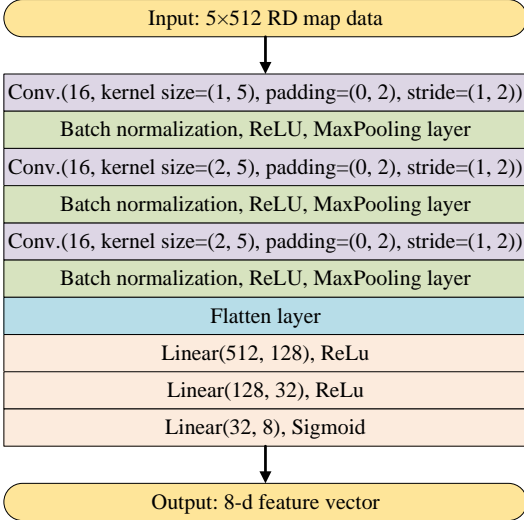 Input: 5×512 RD map data
Conv.(16, kernel size=(1, 5), padding=(0, 2), stride=(1, 2))
Batch normalization, ReLU, MaxPooling layer
Conv.(16, kernel size=(2, 5), padding=(0, 2), stride=(1, 2))
Batch normalization, ReLU, MaxPooling layer
Conv.(16, kernel size=(2, 5), padding=(0, 2), stride=(1, 2))
Batch normalization, ReLU, MaxPooling layer
Flatten layer
Linear(512, 128), ReLu
Linear(128, 32), ReLu
Linear(32, 8), Sigmoid
Output: 8-d feature vector